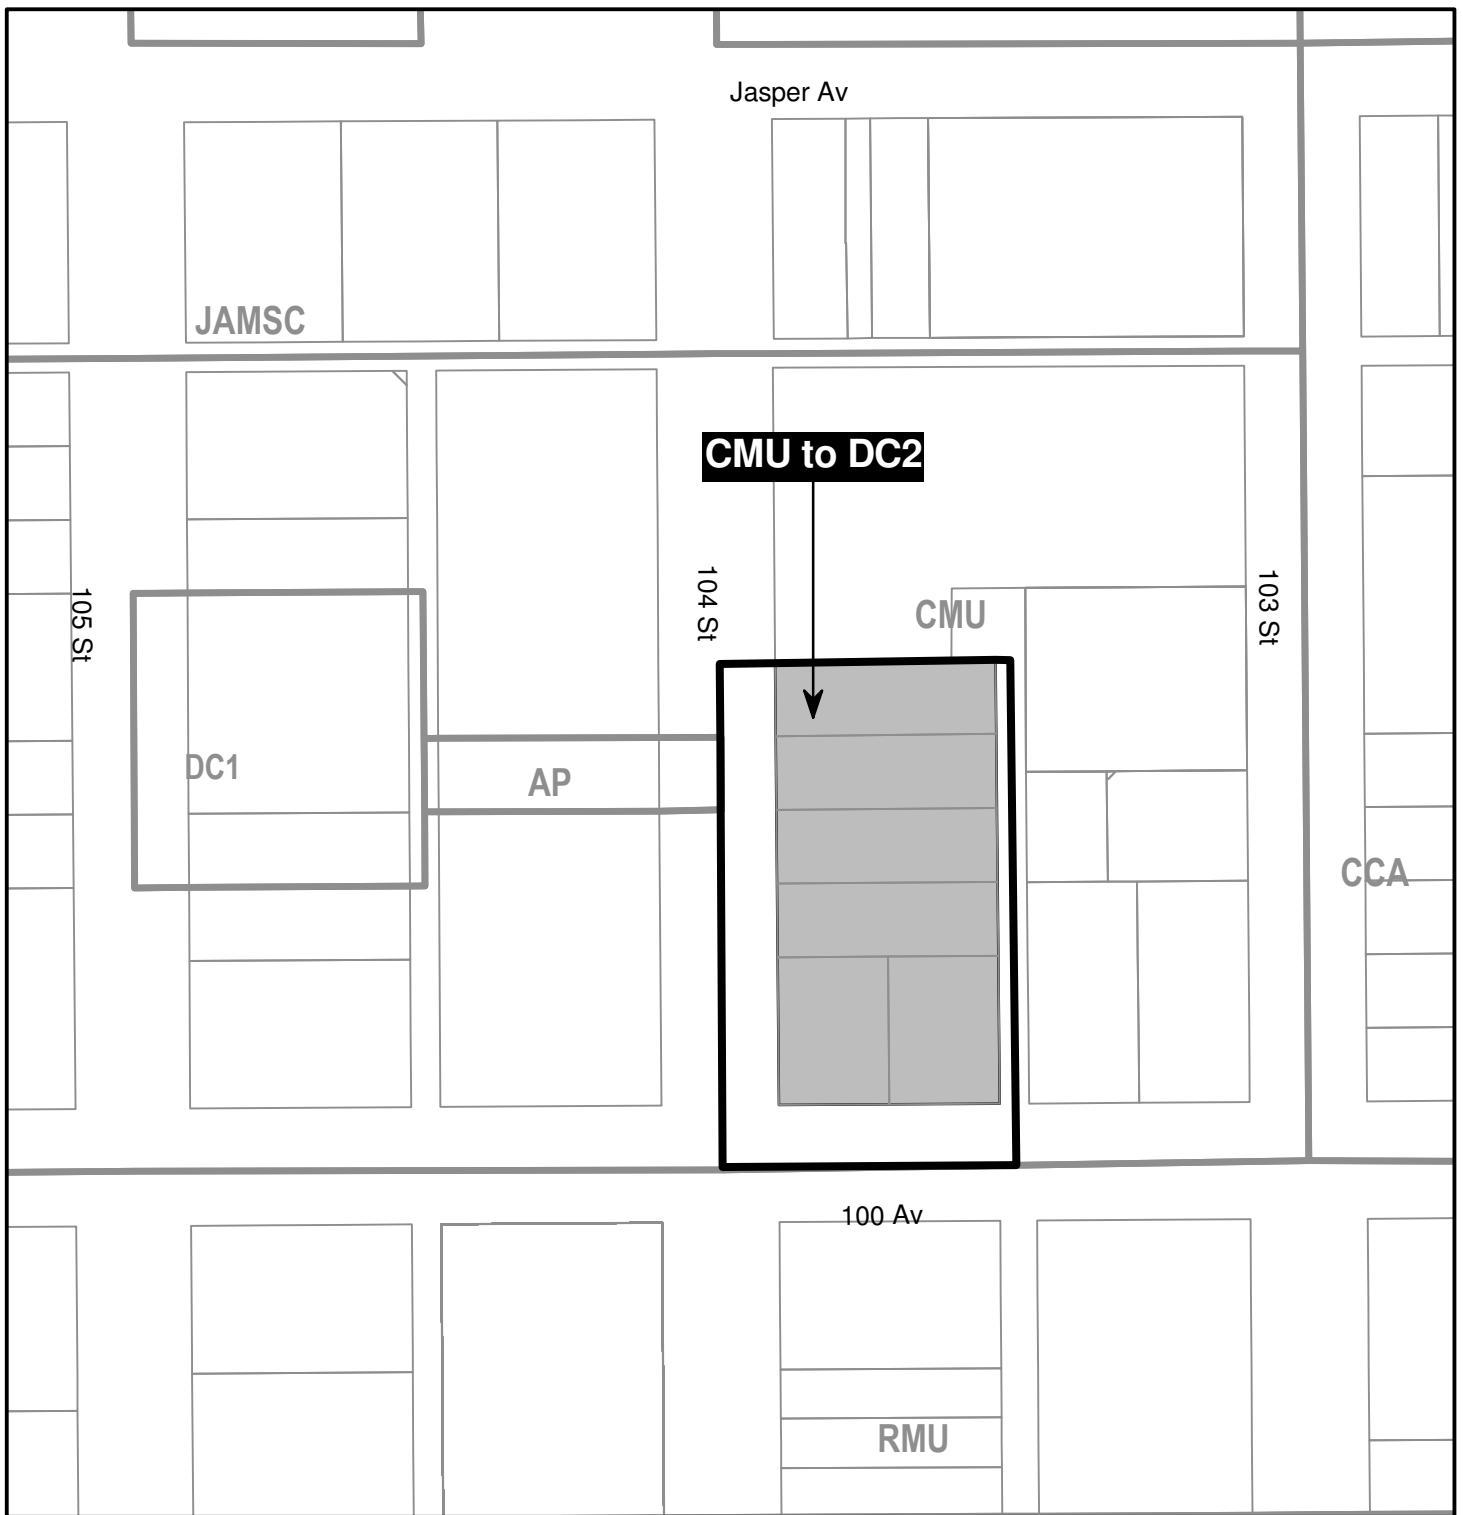 Jasper Av
JAMSC
CMU to DC2
105 St
104 St
103 St
CMU
DC1
AP
CCA
100 Av
RMU